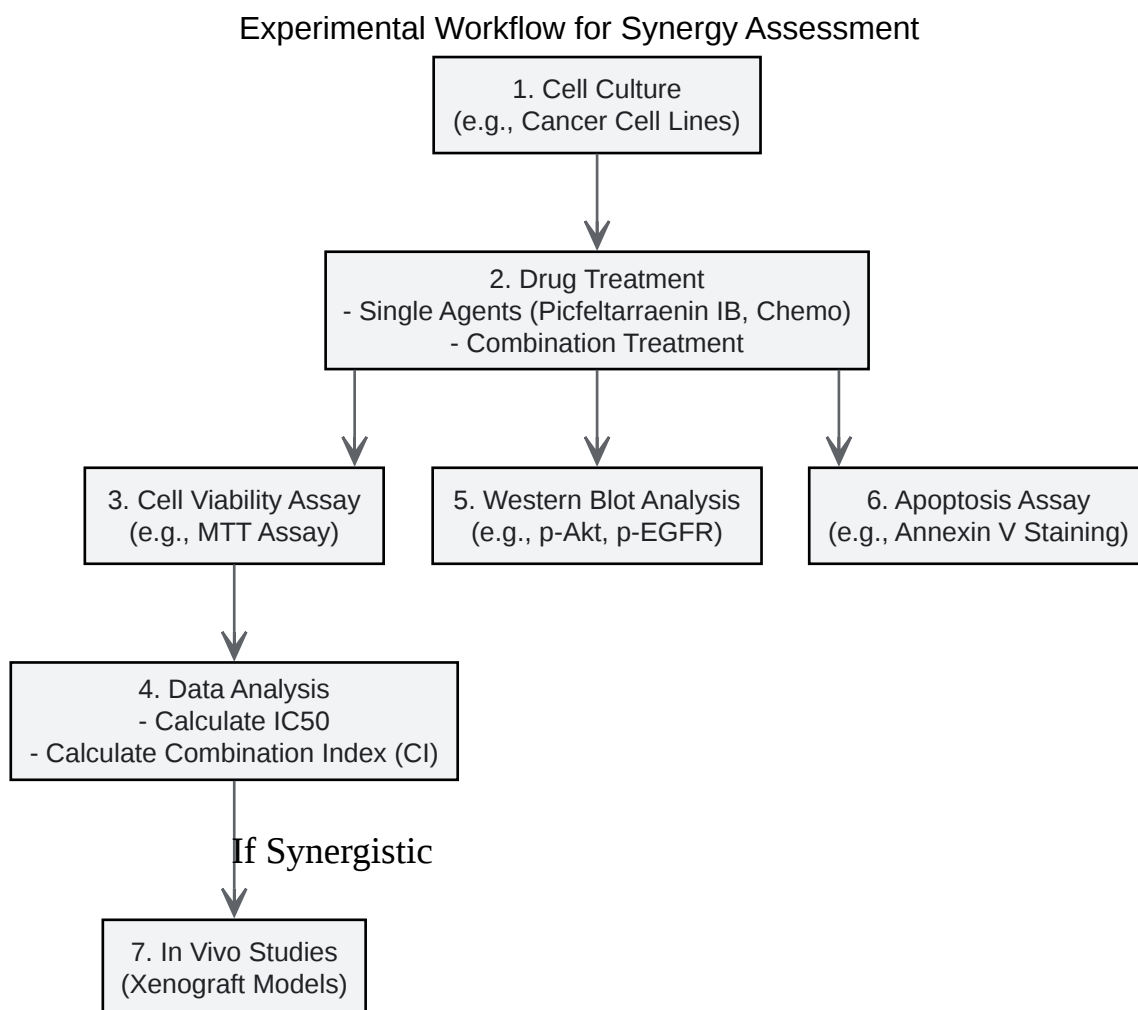 Experimental Workflow for Synergy Assessment
1. Cell Culture
(e.g., Cancer Cell Lines)
2. Drug Treatment
- Single Agents (Picfeltarraenin IB, Chemo)
- Combination Treatment
3. Cell Viability Assay
(e.g., MTT Assay)
5. Western Blot Analysis
(e.g., p-Akt, p-EGFR)
6. Apoptosis Assay
(e.g., Annexin V Staining)
4. Data Analysis
- Calculate IC50
- Calculate Combination Index (CI)
If Synergistic
7. In Vivo Studies
(Xenograft Models)